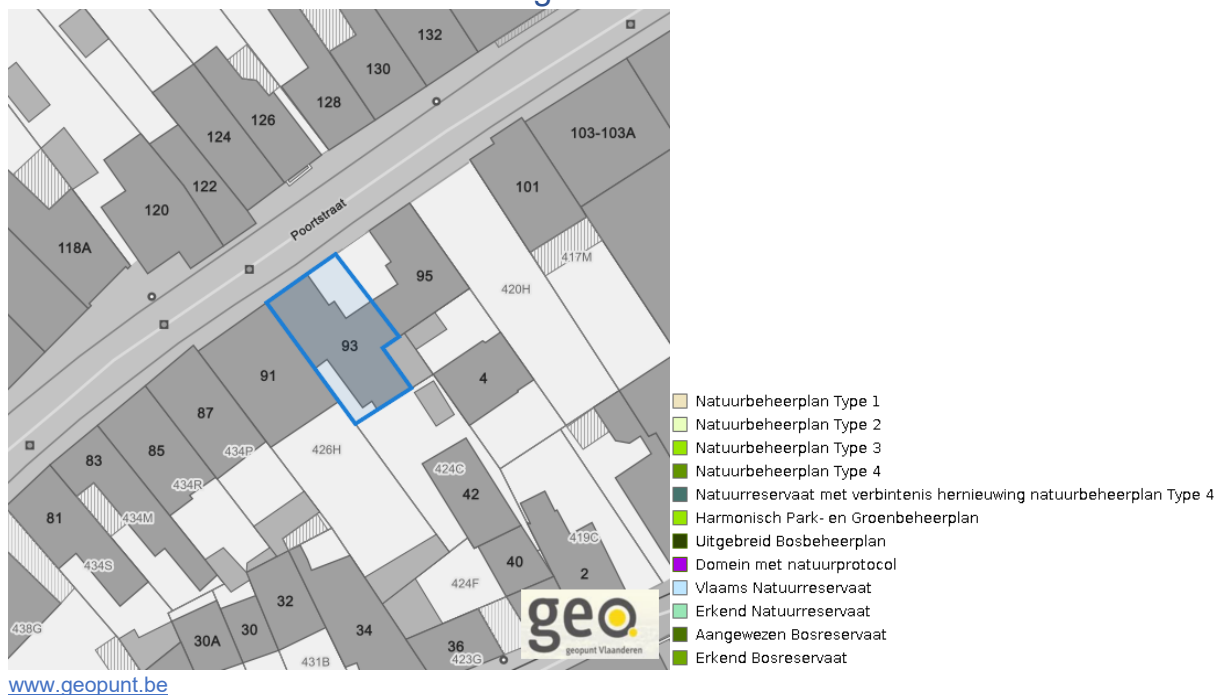 132
130
128
126
124
103-103A
122
101
120
Poortstraat
118A
417M
95
420H
93
91
4
87
434P
426H
85
83
424C
434R
42
81
434M
419C
434S
40
2
424F
32
438G
30
30A
34
36
431B
423G
geo.
geopunt Vlaanderen
Natuurbeheerplan Type 1
Natuurbeheerplan Type 2
Natuurbeheerplan Type 3
Natuurbeheerplan Type 4
Natuurreservaat met verbintenis hernieuwing natuurbeheerplan Type 4
Harmonisch Park- en Groenbeheerplan
Uitgebreid Bosbeheerplan
Domein met natuurprotocol
Vlaams Natuurreservaat
Erkend Natuurreservaat
Aangewezen Bosreservaat
Erkend Bosreservaat
www.geopunt.be